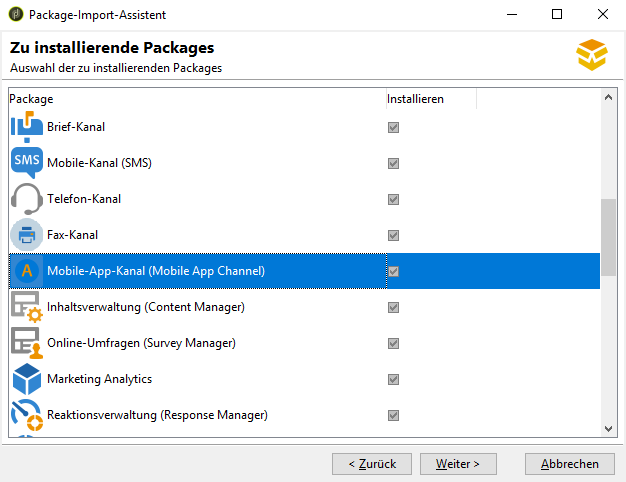 Package-Import-Assistent
Zu installierende Packages
Auswahl der zu installierenden Packages
Package Installieren
Brief-Kanal
SMS Mobile-Kanal (SMS)
Telefon-Kanal
Fax-Kanal
A Mobile-App-Kanal (Mobile App Channel)
Inhaltsverwaltung (Content Manager)
Online-Umfragen (Survey Manager)
Marketing Analytics
Reaktionsverwaltung (Response Manager)
< Zurück Weiter > Abbrechen